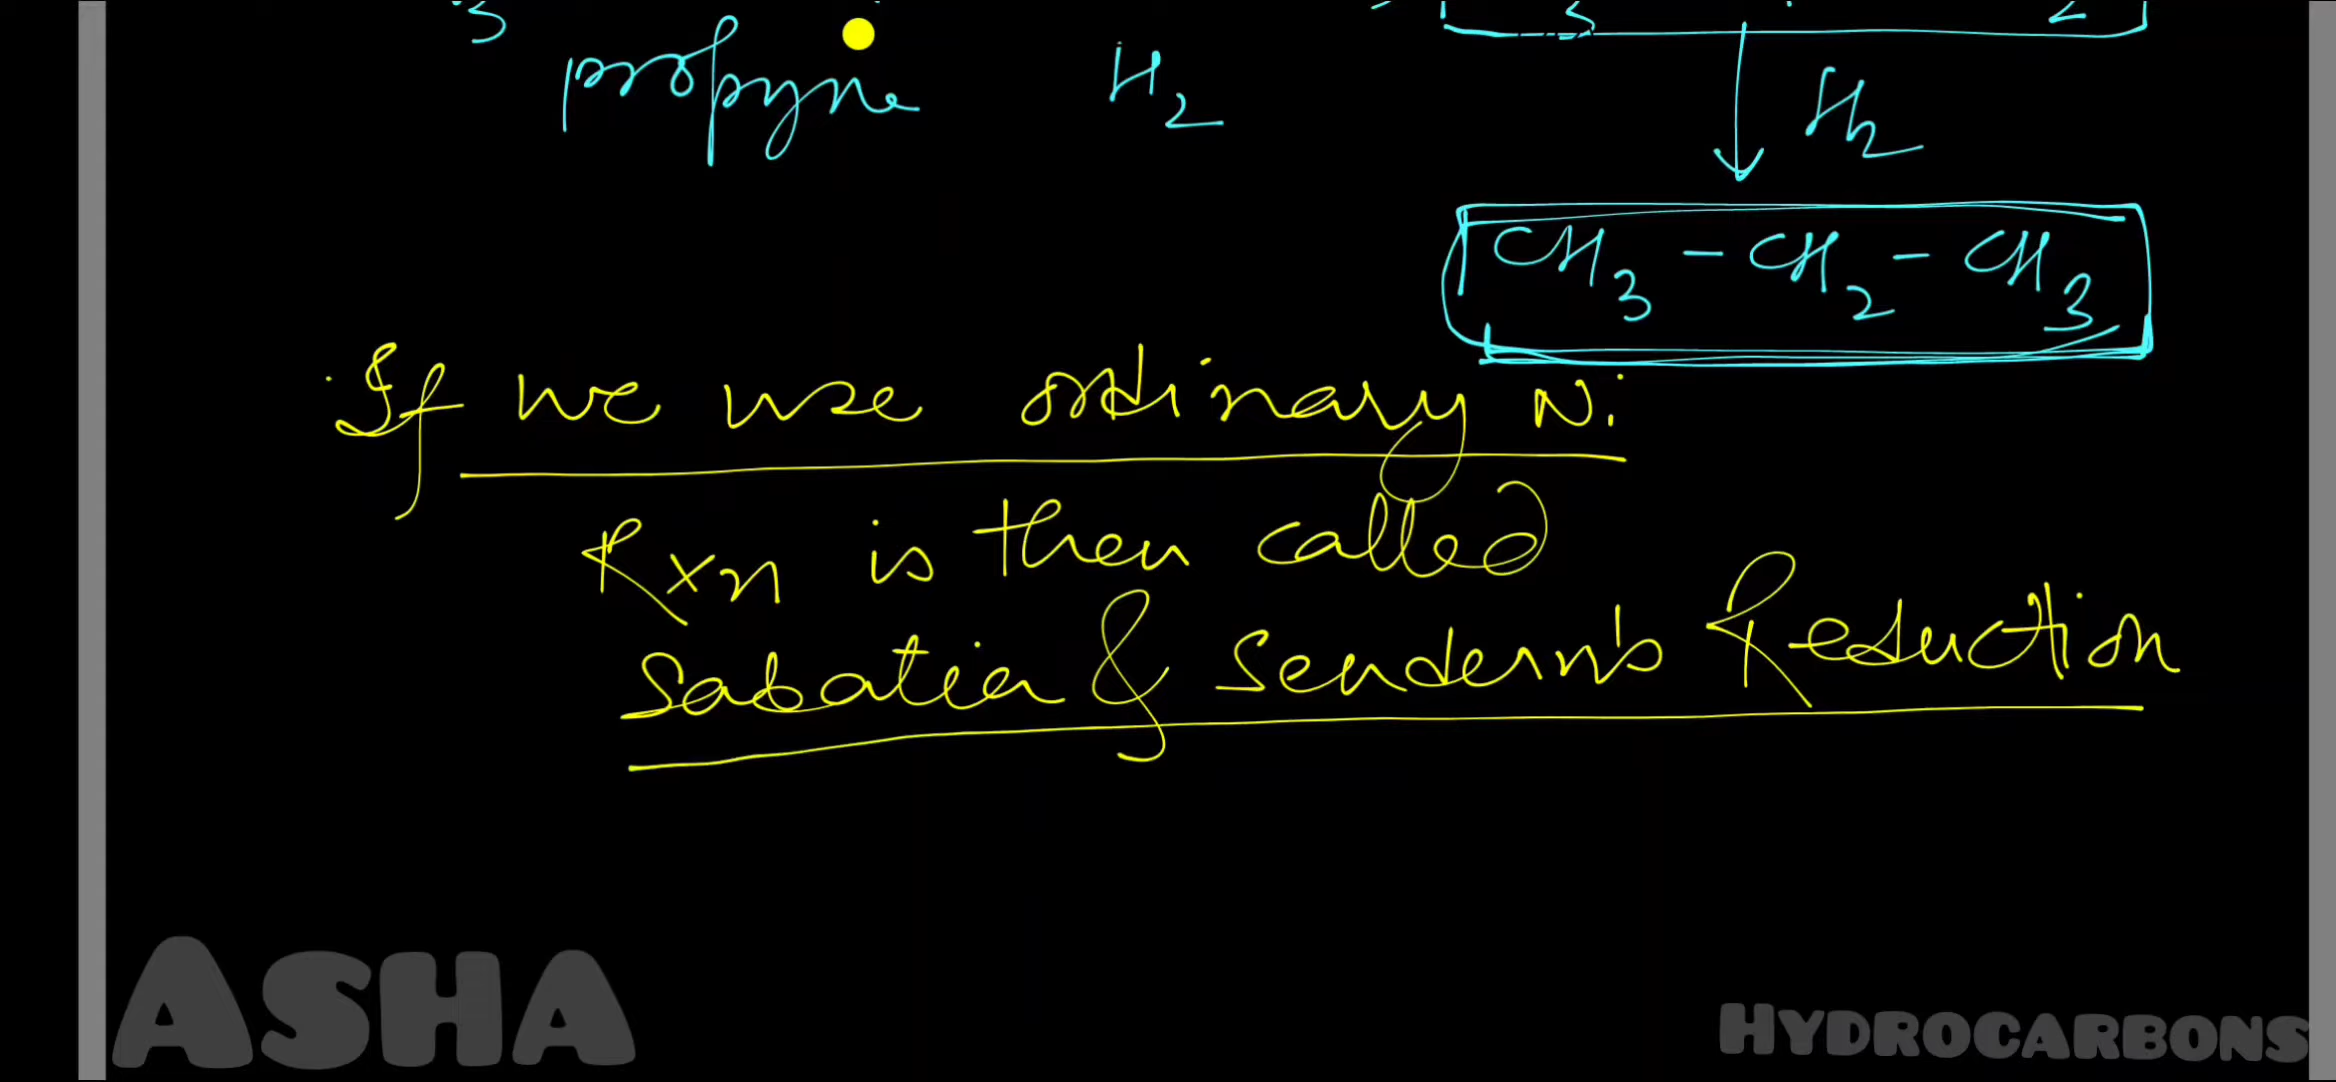 propyne H2
H2
CH3 - CH2 - CH3
If we use ordinary Ni
Rxn is then called
Sabatier & Sendern's Reduction
ASHA
HYDROCARBONS